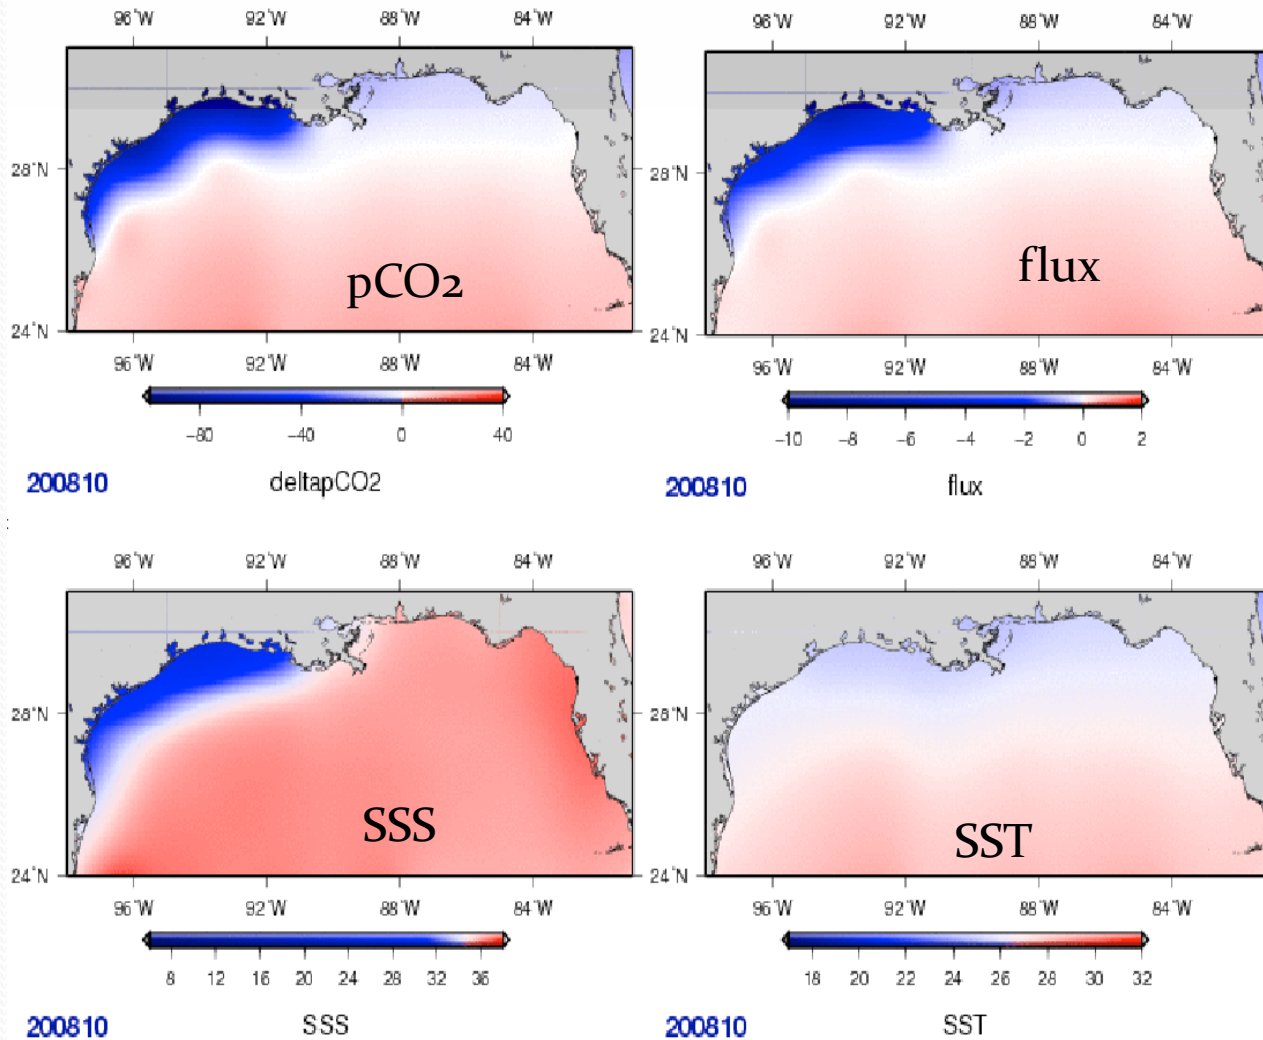 96°W 92°W 88°W 84°W
28°N
24°N
pCO2
96°W 92°W 88°W 84°W
-80 -40 0 40
200810 deltapCO2
96°W 92°W 88°W 84°W
28°N
24°N
flux
96°W 92°W 88°W 84°W
-10 -8 -6 -4 -2 0 2
200810 flux
:
96°W 92°W 88°W 84°W
28°N
SSS
24°N
96°W 92°W 88°W 84°W
8 12 16 20 24 28 32 36
200810 SSS
96°W 92°W 88°W 84°W
28°N
SST
24°N
96°W 92°W 88°W 84°W
18 20 22 24 26 28 30 32
200810 SST